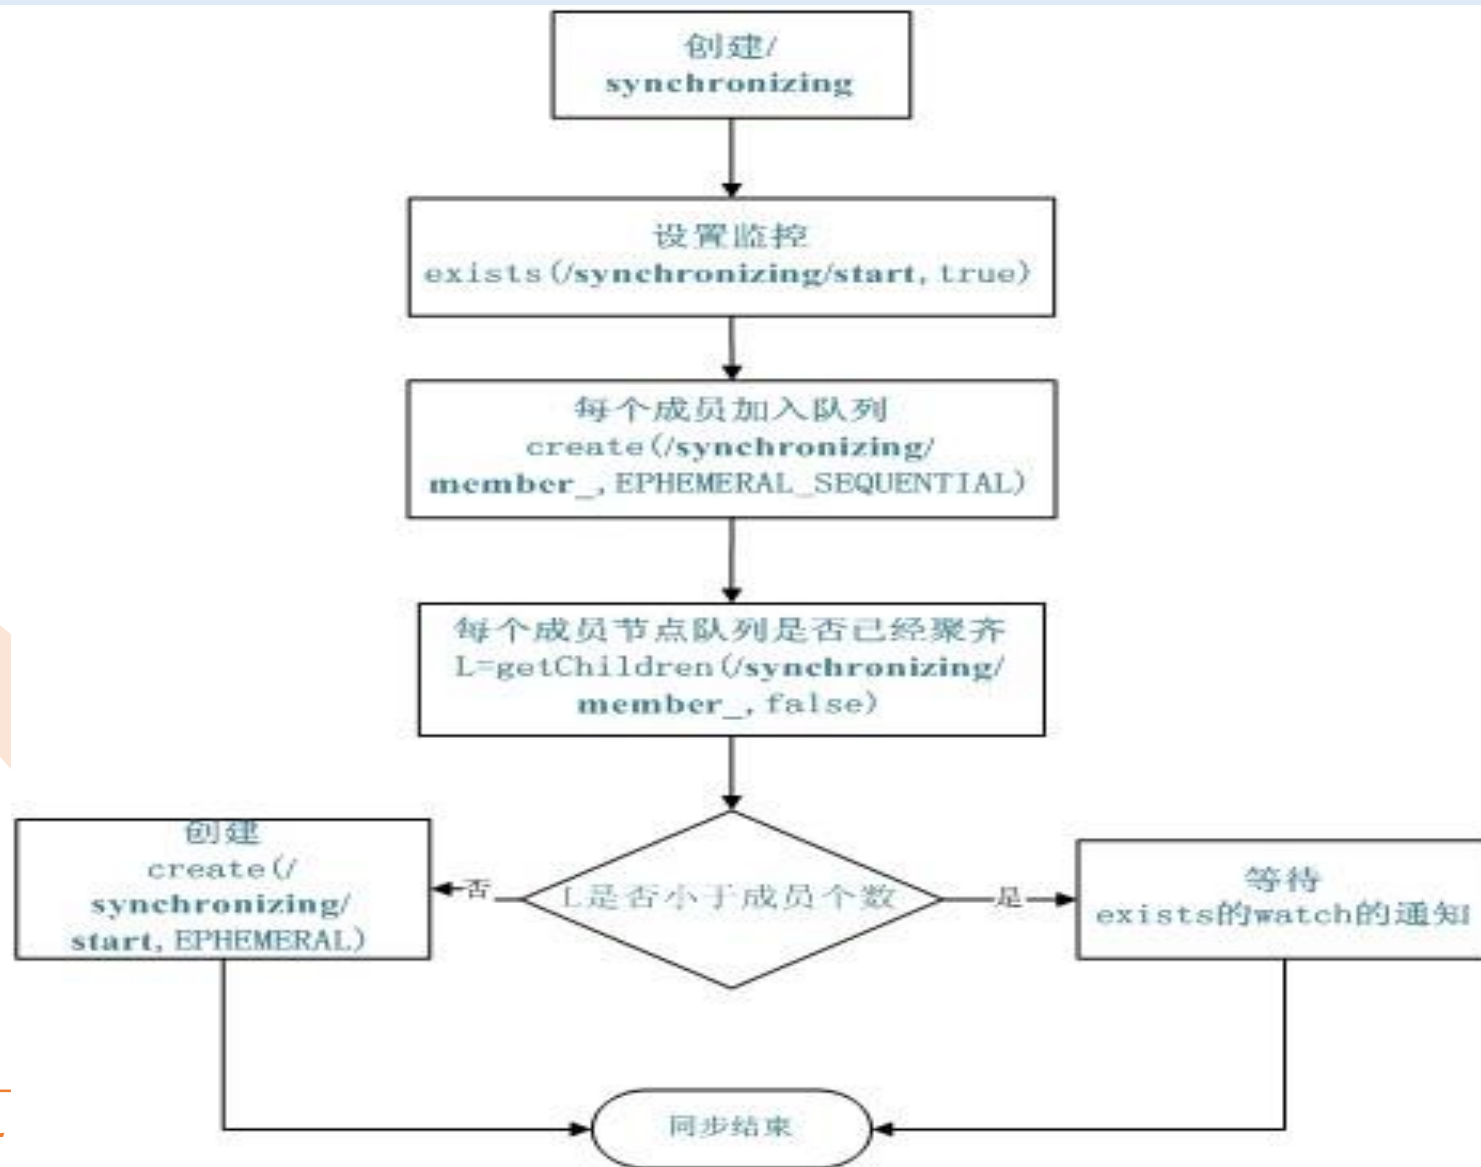 创建/
synchronizing
设置监控
exists(/synchronizing/start,true)
每个成员加入队列
create(/synchronizing/
member_,EPHEMERAL_SEQUENTIAL)
每个成员节点队列是否已经聚齐
L=getChildren(/synchronizing/
member_,false)
创建
create(/
synchronizing/
start,EPHEMERAL)
否
L是否小于成员个数
是
等待
exists的watch的通知
同步结束